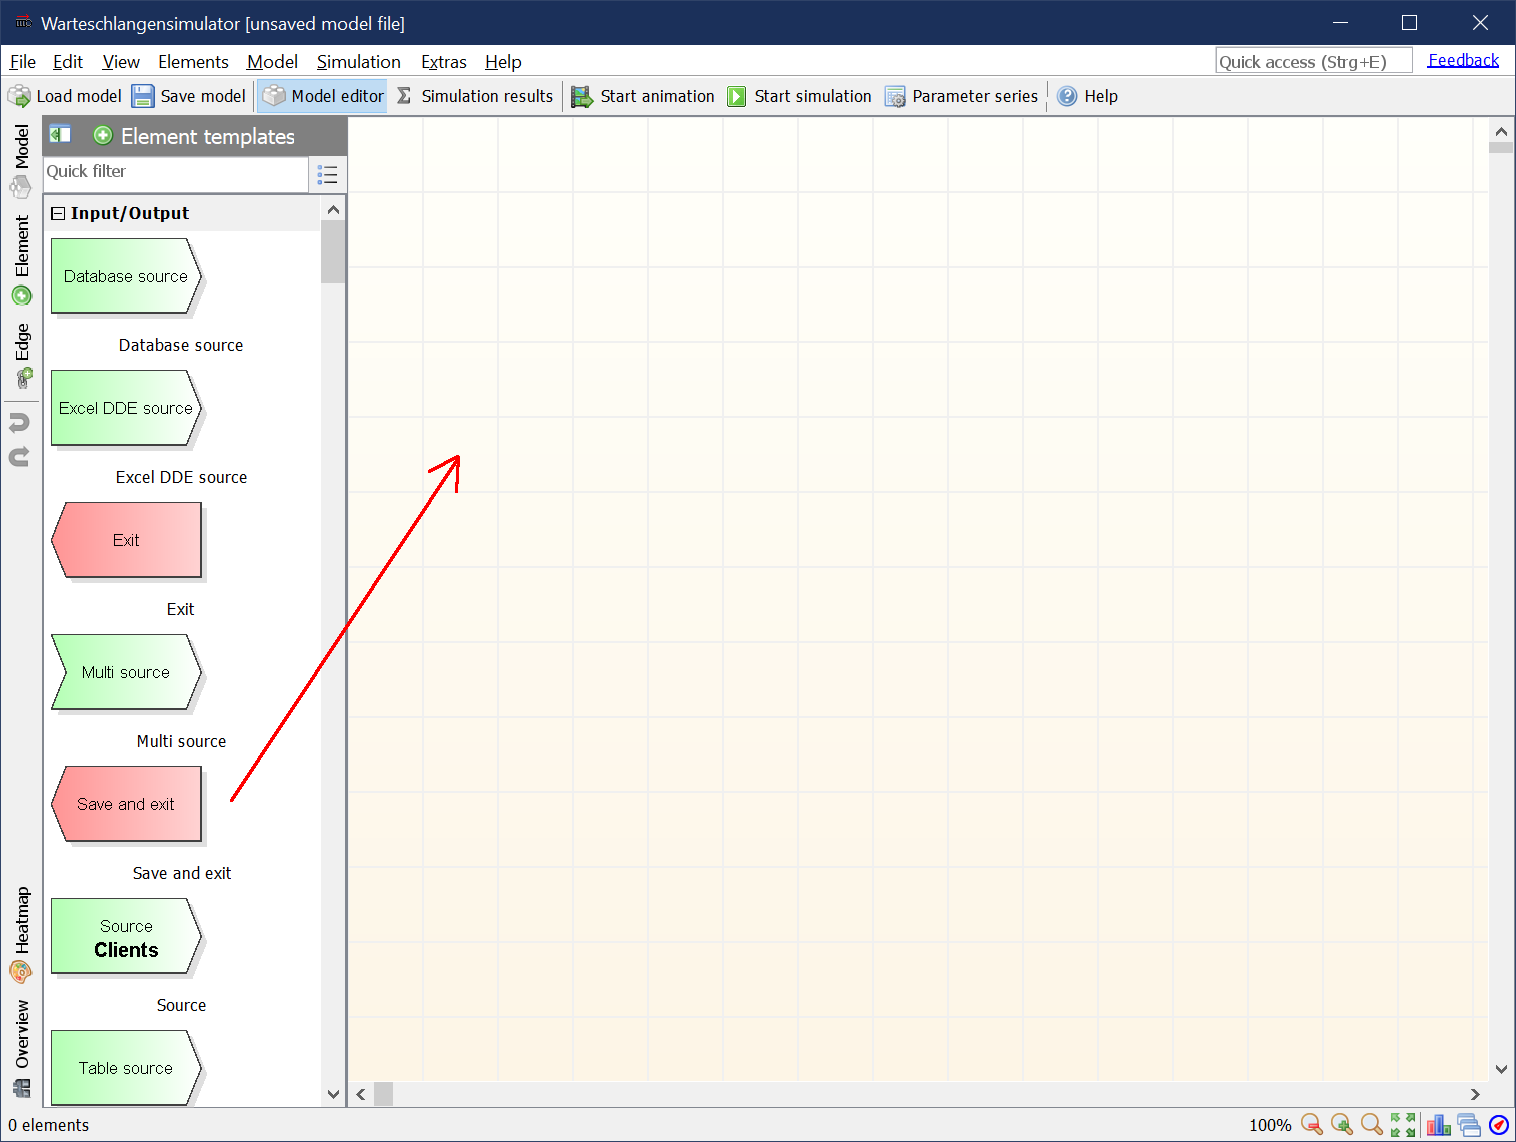 Warteschlangensimulator [unsaved model file]
File Edit View Elements Model Simulation Extras Help
Quick access (Strg+E)
Feedback
Load model Save model Model editor Simulation results Start animation Start simulation Parameter series Help
Model
Element
Edge
Heatmap
Overview
Element templates
Quick filter
Input/Output
Database source
Database source
Excel DDE source
Excel DDE source
Exit
Exit
Multi source
Multi source
Save and exit
Save and exit
Source
Clients
Source
Table source
0 elements
100%